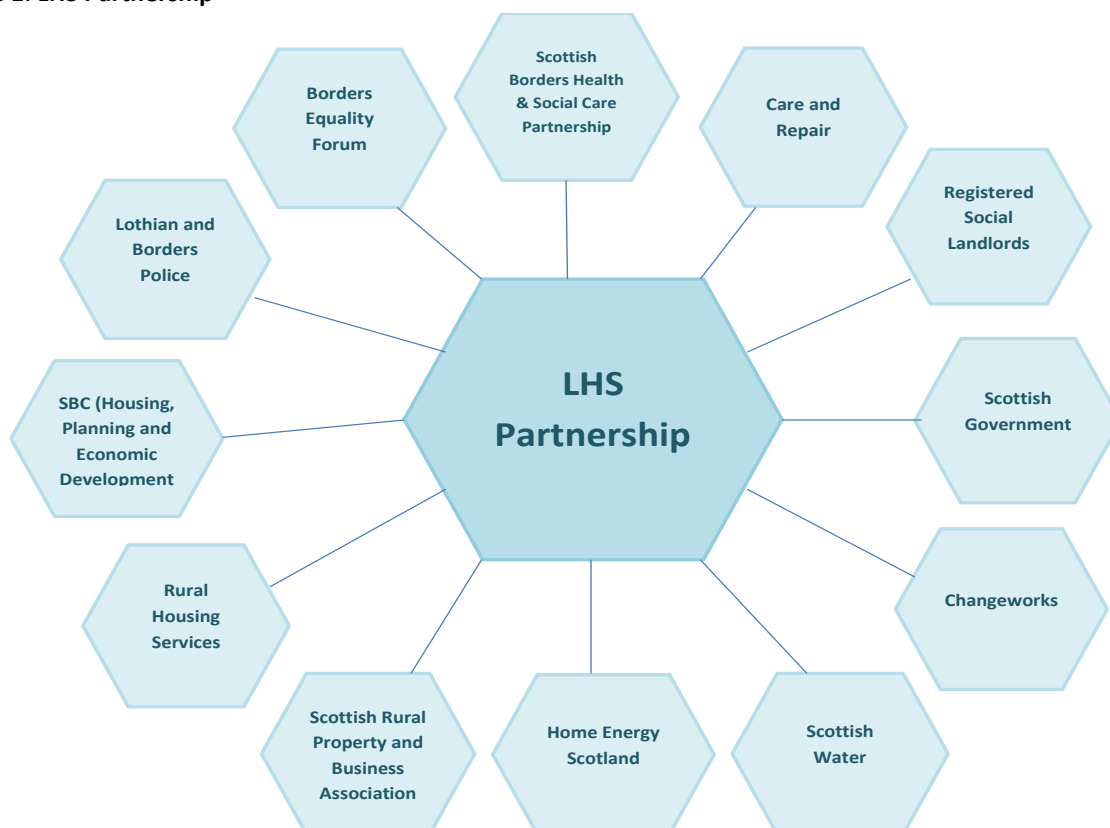 LHS Partnership
Scottish
Borders Health
& Social Care
Partnership
Borders
Equality
Forum
Care and
Repair
Registered
Social
Landlords
Lothian and
Borders
Police
LHS
Partnership
Scottish
Government
SBC (Housing,
Planning and
Economic
Development
Rural
Housing
Services
Changeworks
Scottish Rural
Property and
Business
Association
Home Energy
Scotland
Scottish
Water